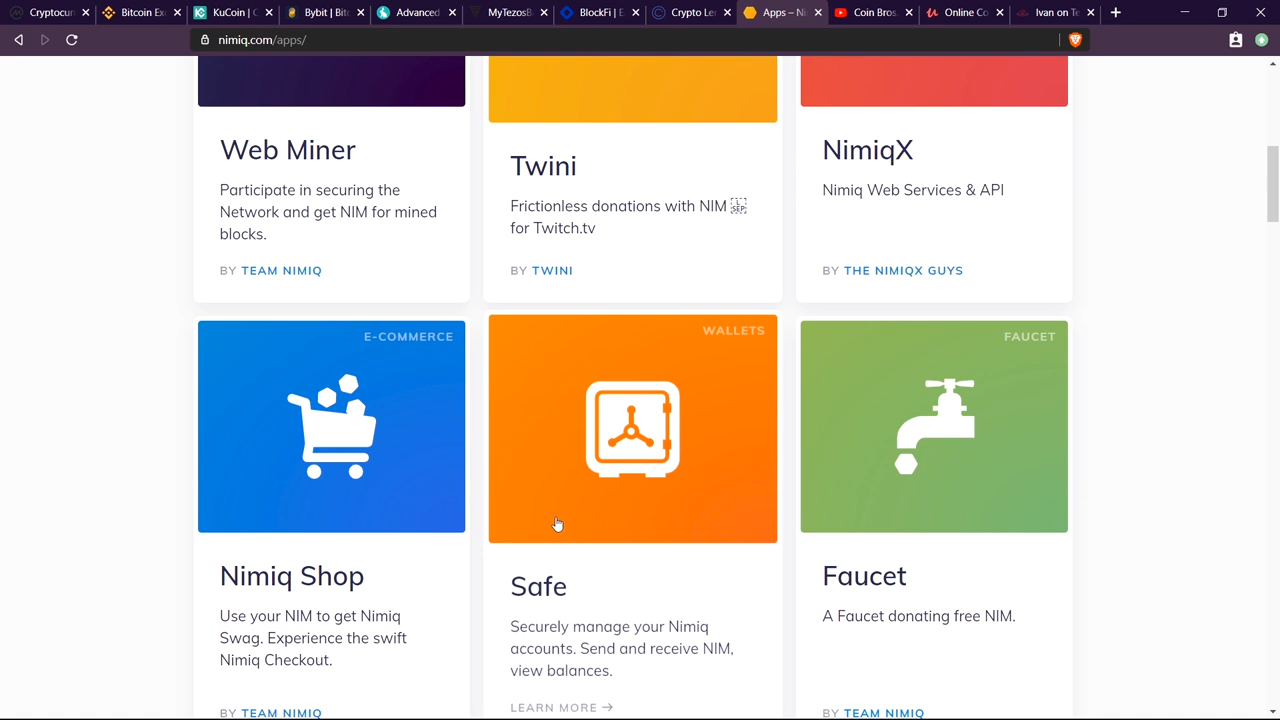 Cryptocur
Bitcoin Ex
KuCoin | C
Bybit | Bit
Advanced
MyTezosB
BlockFi | E
Crypto Ler
Apps – Ni
Coin Bros
Online Co
Ivan on Te
nimiq.com/apps/
Web Miner
Participate in securing the
Network and get NIM for mined
blocks.
BY TEAM NIMIQ
Twini
Frictionless donations with NIM
for Twitch.tv
BY TWINI
NimiqX
Nimiq Web Services & API
BY THE NIMIQX GUYS
E-COMMERCE
Nimiq Shop
Use your NIM to get Nimiq
Swag. Experience the swift
Nimiq Checkout.
BY TEAM NIMIQ
WALLETS
Safe
Securely manage your Nimiq
accounts. Send and receive NIM,
view balances.
LEARN MORE →
FAUCET
Faucet
A Faucet donating free NIM.
BY TEAM NIMIQ